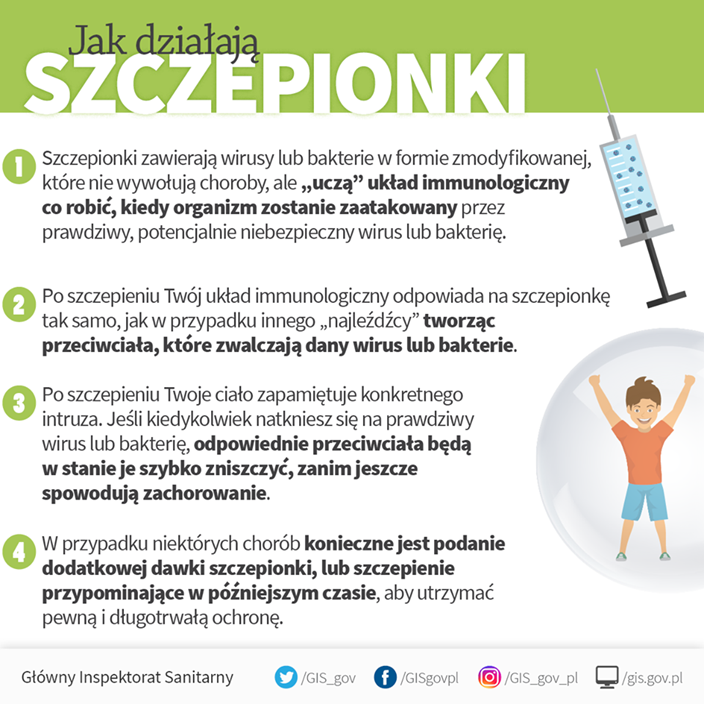 Jak działają
SZCZEPIONKI
1 Szczepionki zawierają wirusy lub bakterie w formie zmodyfikowanej,
które nie wywołują choroby, ale „uczą” układ immunologiczny
co robić, kiedy organizm zostanie zaatakowany przez
prawdziwy, potencjalnie niebezpieczny wirus lub bakterię.
2 Po szczepieniu Twój układ immunologiczny odpowiada na szczepionkę
tak samo, jak w przypadku innego „najleźdźcy” tworząc
przeciwciała, które zwalczają dany wirus lub bakterie.
3 Po szczepieniu Twoje ciało zapamiętuje konkretnego
intruza. Jeśli kiedykolwiek natkniesz się na prawdziwy
wirus lub bakterię, odpowiednie przeciwciała będą
w stanie je szybko zniszczyć, zanim jeszcze
spowodują zachorowanie.
4 W przypadku niektórych chorób konieczne jest podanie
dodatkowej dawki szczepionki, lub szczepienie
przypominające w późniejszym czasie, aby utrzymać
pewną i długotrwałą ochronę.
Główny Inspektorat Sanitarny /GIS_gov /GISgovpl /GIS_gov_pl /gis.gov.pl